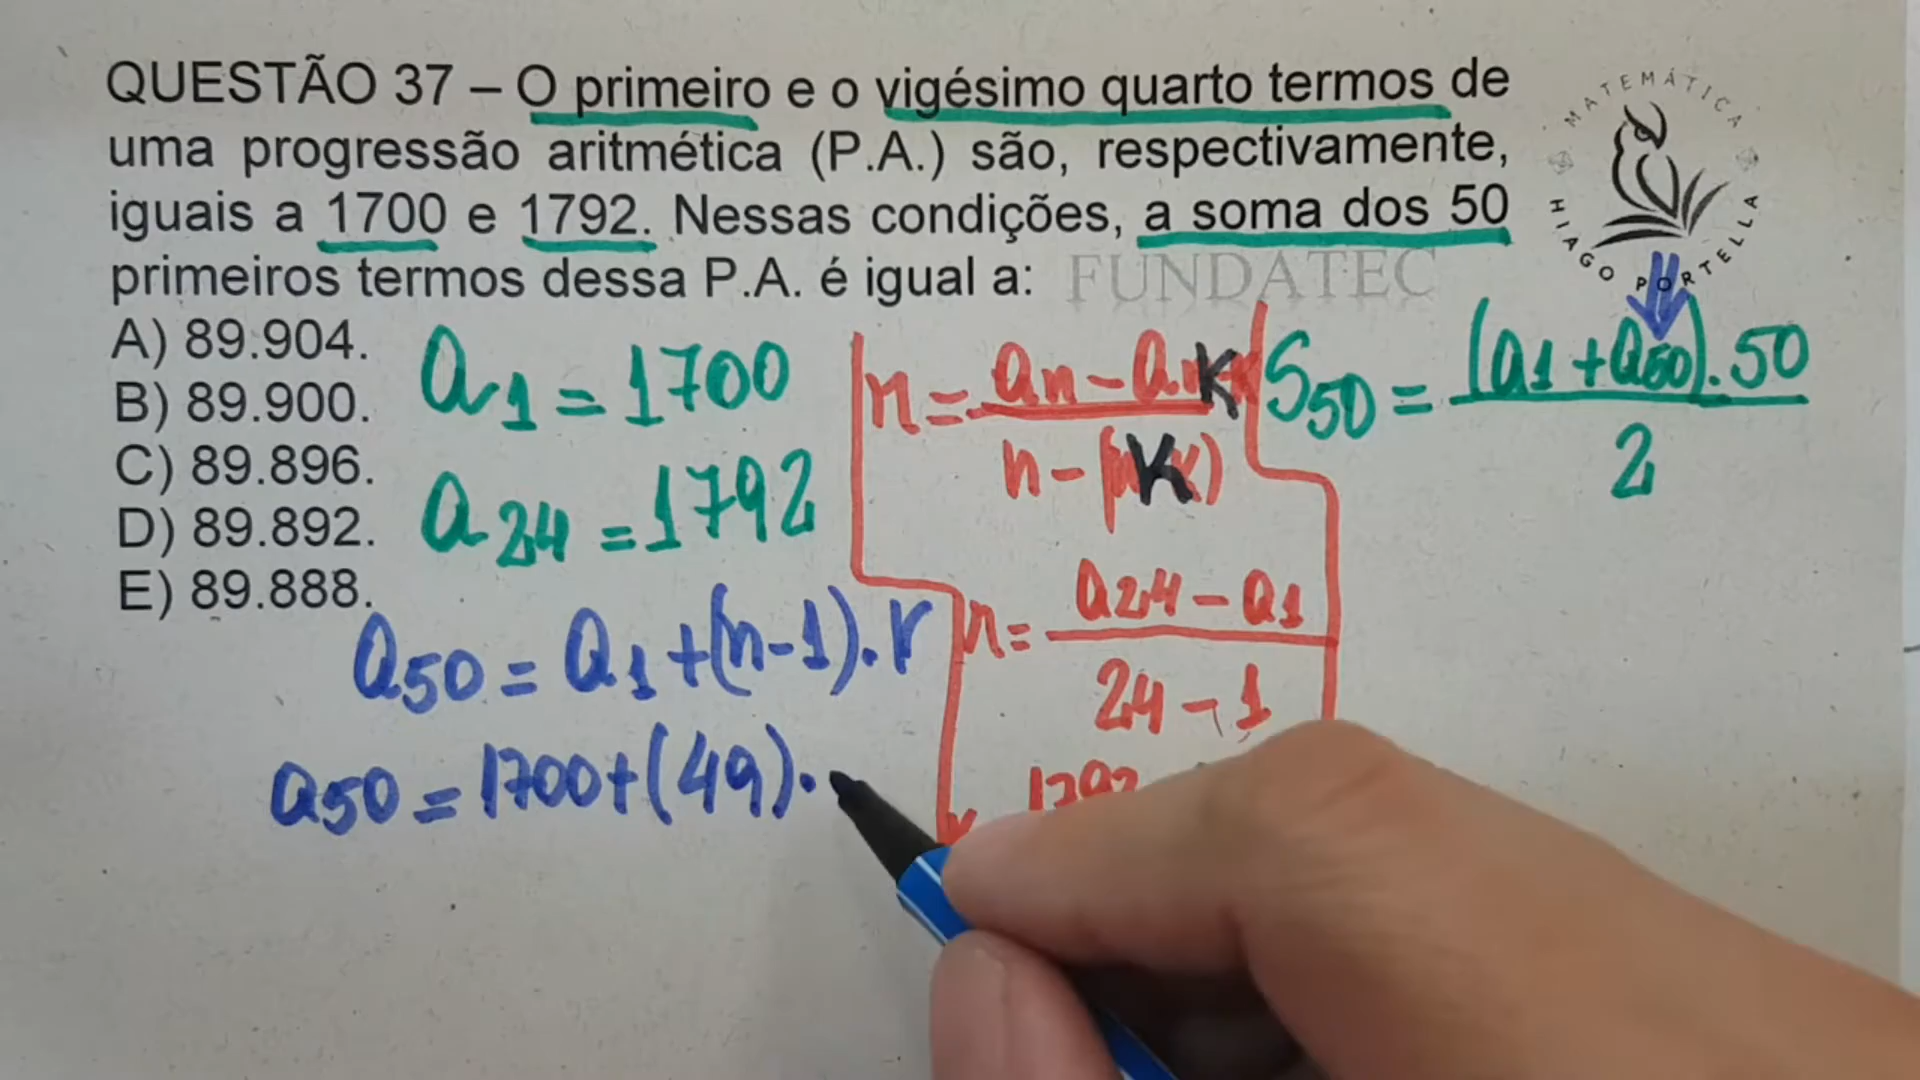 QUESTÃO 37 – O primeiro e o vigésimo quarto termos de
uma progressão aritmética (P.A.) são, respectivamente,
iguais a 1700 e 1792. Nessas condições, a soma dos 50
primeiros termos dessa P.A. é igual a:
FUNDATEC
MATEMÁTICA
HIAGO PORTELLA
A) 89.904.
B) 89.900.
C) 89.896.
D) 89.892.
E) 89.888.
a1 = 1700
a24 = 1792
a50 = a1 + (n-1).r
a50 = 1700 + (49).
r = an - ak
n - (k)
r = a24 - a1
24 - 1
1792
S50 = (a1 + a50).50
2